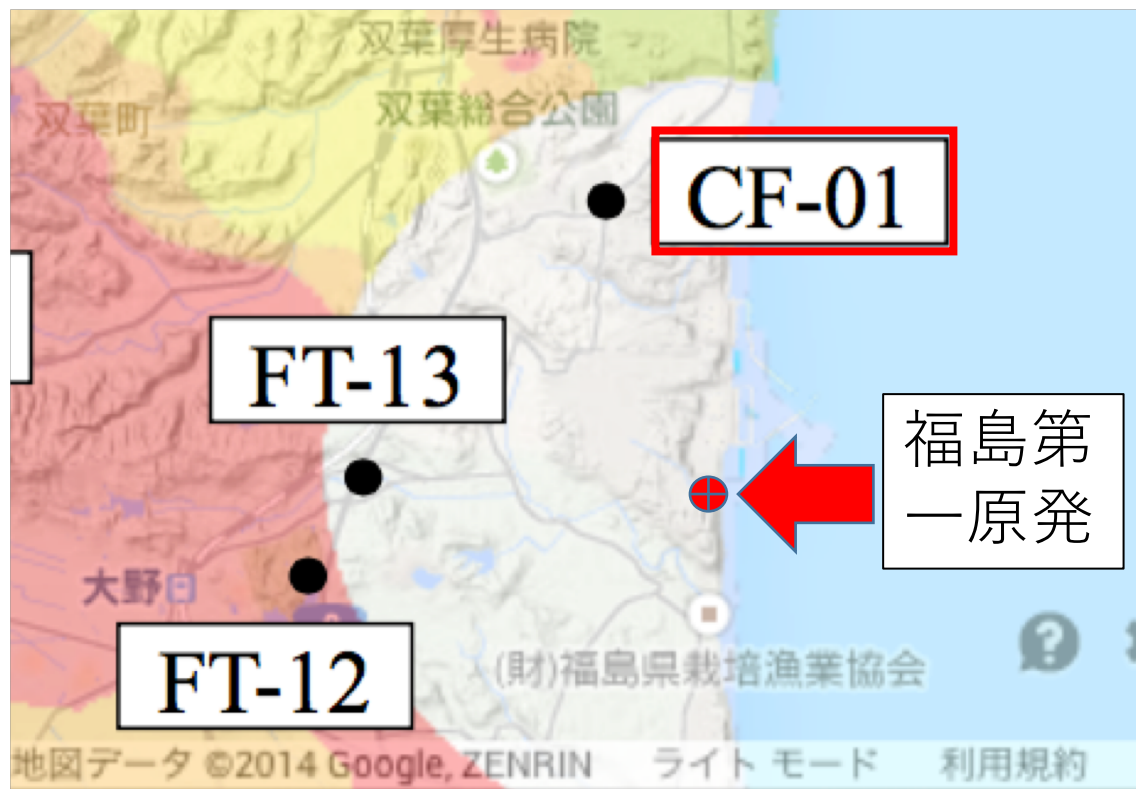 双葉厚生病院
双葉総合公園
双葉町
CF-01
FT-13
福島第
一原発
大野
FT-12
(財)福島県栽培漁業協会
?
地図データ ©2014 Google, ZENRIN ライト モード 利用規約